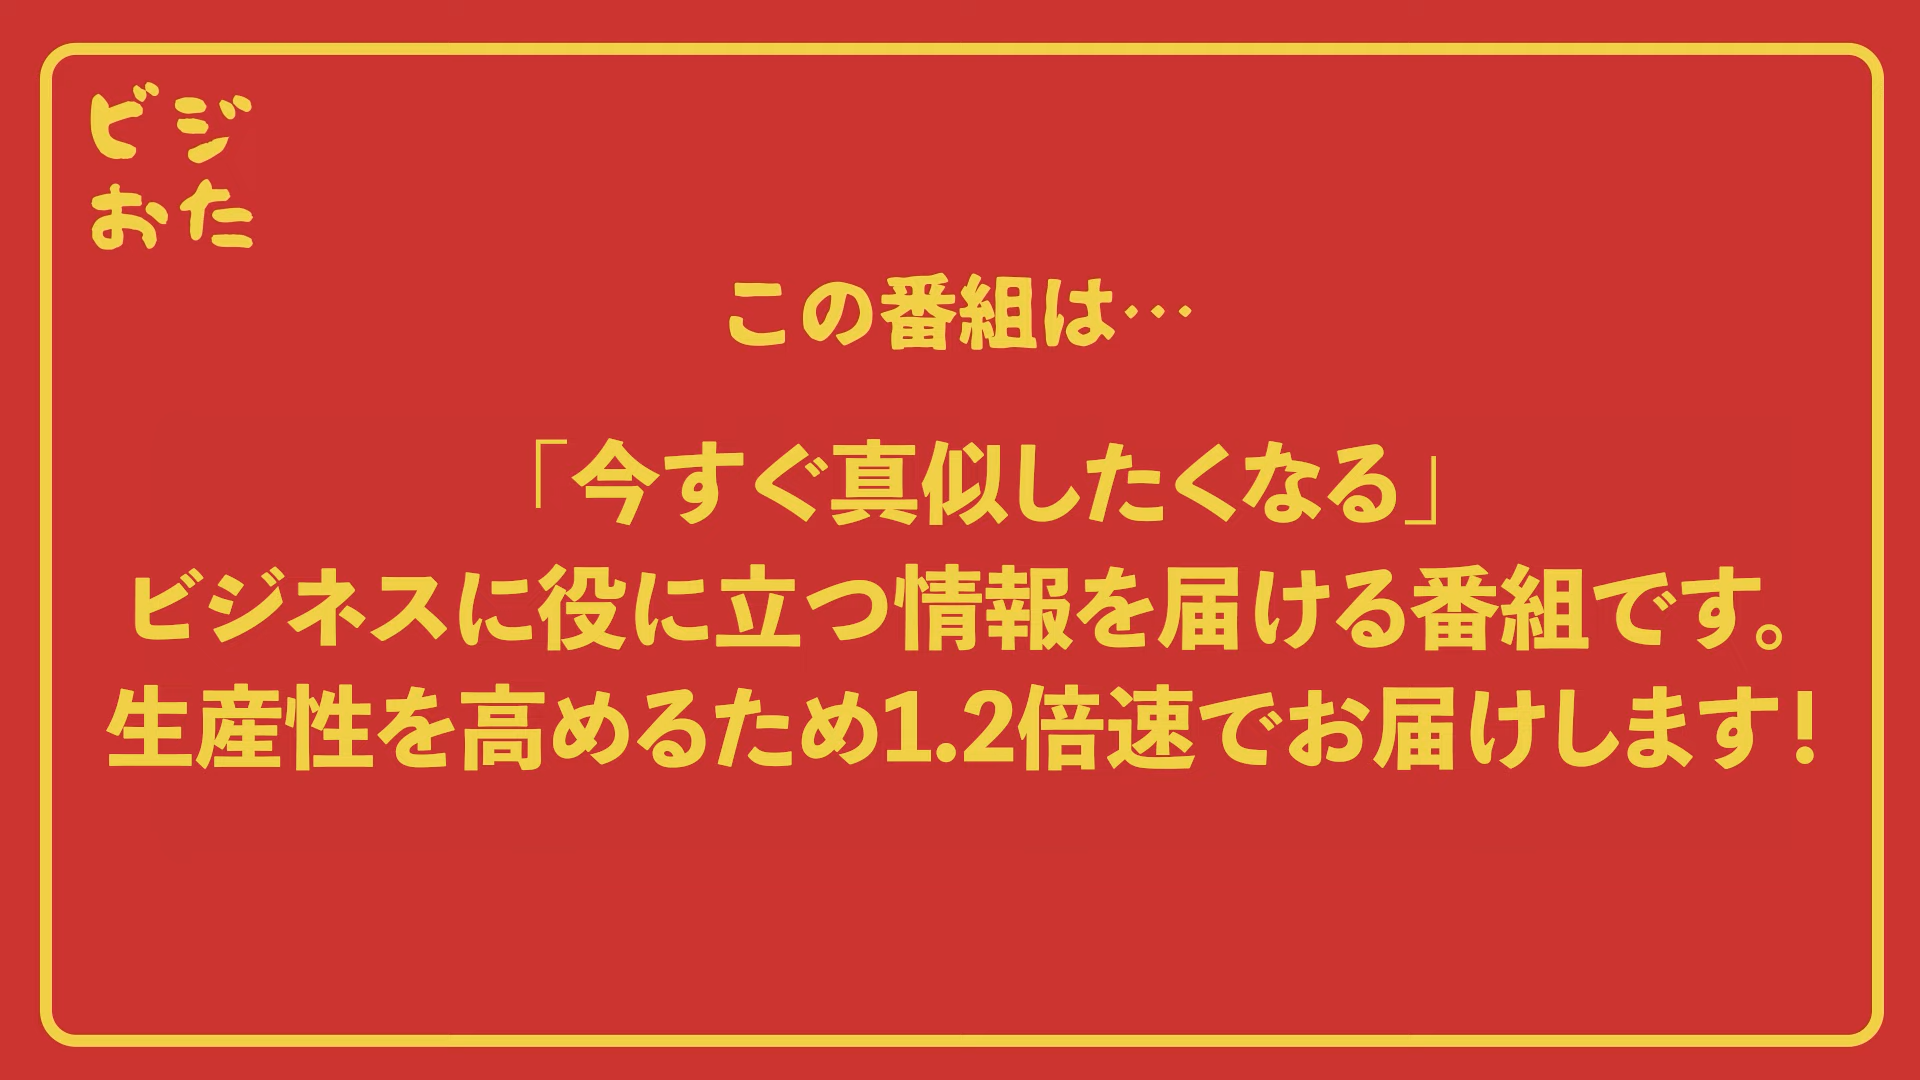 ビジ
おた
この番組は…
「今すぐ真似したくなる」
ビジネスに役に立つ情報を届ける番組です。
生産性を高めるため1.2倍速でお届けします!